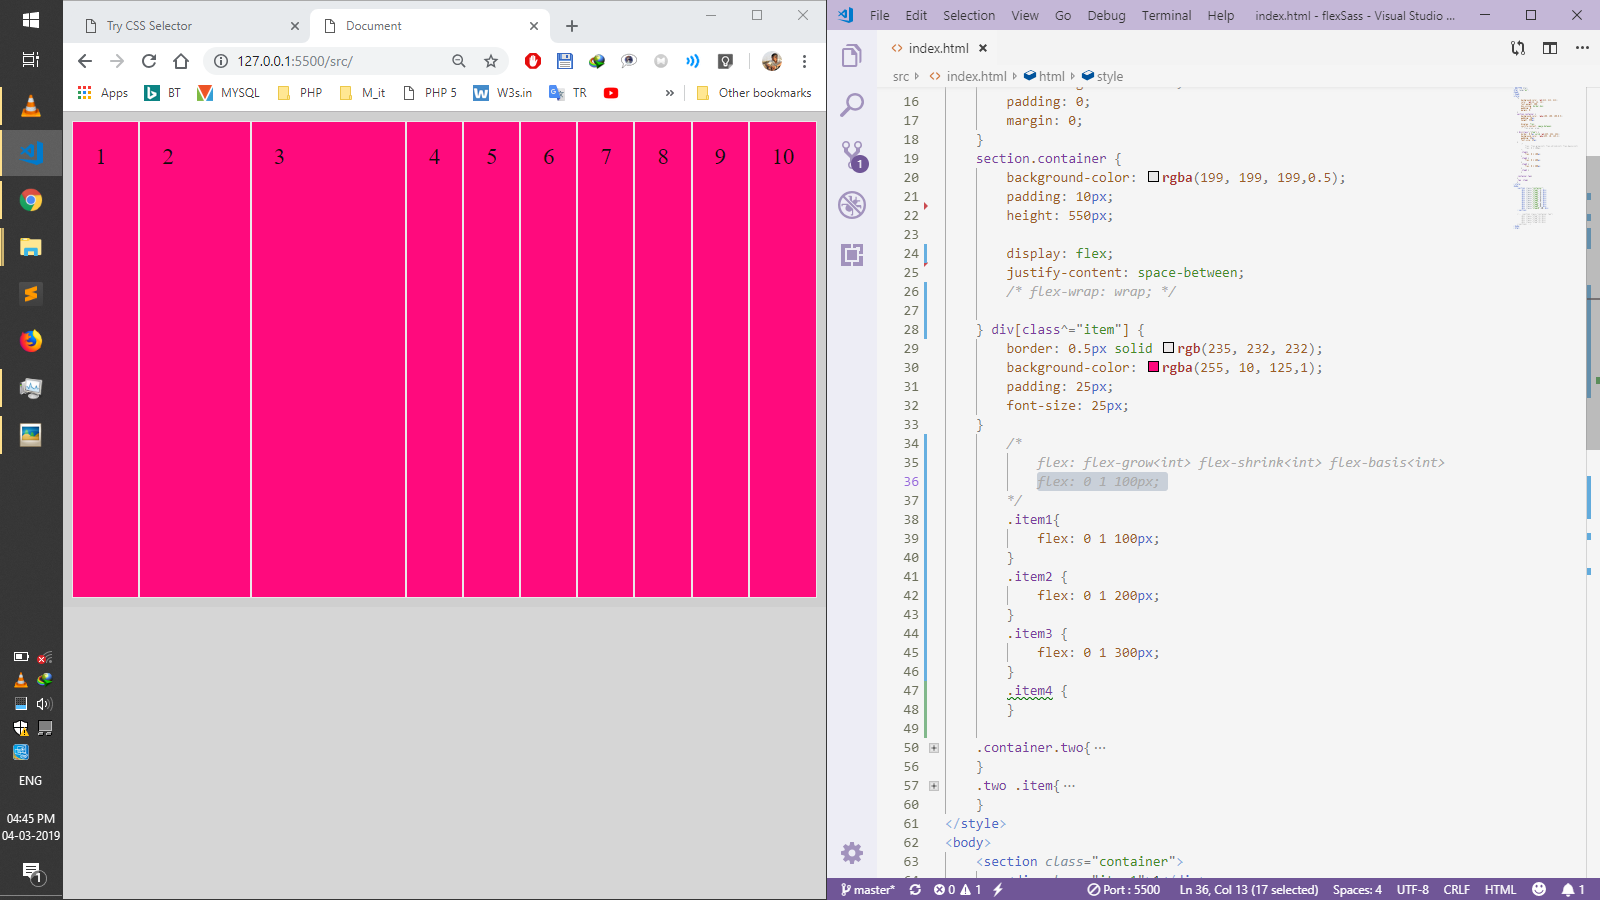 Try CSS Selector
Document
127.0.0.1:5500/src/
Apps
BT
MYSQL
PHP
M_it
PHP 5
W3s.in
TR
»
Other bookmarks
1 2 3 4 5 6 7 8 9 10
ENG
04:45 PM
04-03-2019
1
File Edit Selection View Go Debug Terminal Help index.html - flexSass - Visual Studio ...
index.html
src index.html html style
1
16 padding: 0;
17 margin: 0;
18 }
19 section.container {
20 background-color: rgba(199, 199, 199,0.5);
21 padding: 10px;
22 height: 550px;
23
24 display: flex;
25 justify-content: space-between;
26 /* flex-wrap: wrap; */
27
28 } div[class^="item"] {
29 border: 0.5px solid rgb(235, 232, 232);
30 background-color: rgba(255, 10, 125,1);
31 padding: 25px;
32 font-size: 25px;
33 }
34 /*
35 flex: flex-grow<int> flex-shrink<int> flex-basis<int>
36 flex: 0 1 100px;
37 */
38 .item1{
39 flex: 0 1 100px;
40 }
41 .item2 {
42 flex: 0 1 200px;
43 }
44 .item3 {
45 flex: 0 1 300px;
46 }
47 .item4 {
48 }
49
50 .container.two{ ...
56 }
57 .two .item{ ...
60 }
61 </style>
62 <body>
63 <section class="container">
master* 0 1 Port : 5500 Ln 36, Col 13 (17 selected) Spaces: 4 UTF-8 CRLF HTML 1